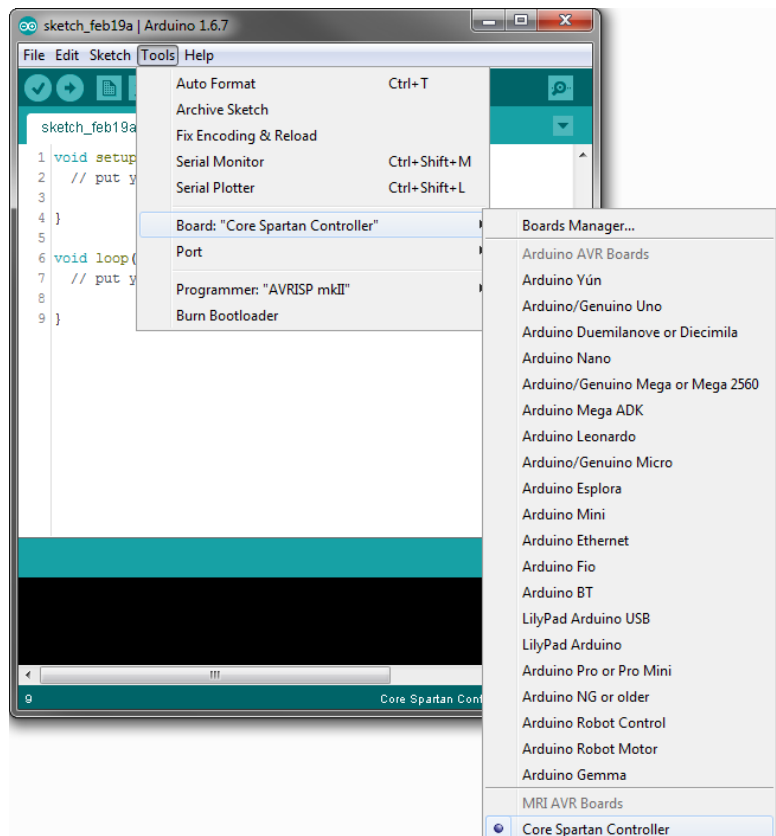 sketch_feb19a | Arduino 1.6.7
File Edit Sketch Tools Help
sketch_feb19a
Auto Format Ctrl+T
Archive Sketch
Fix Encoding & Reload
Serial Monitor Ctrl+Shift+M
Serial Plotter Ctrl+Shift+L
Board: "Core Spartan Controller"
Port
Programmer: "AVRISP mkII"
Burn Bootloader
1 void setup
2 // put y
3
4 }
5
6 void loop(
7 // put y
8
9 }
Boards Manager...
Arduino AVR Boards
Arduino Yún
Arduino/Genuino Uno
Arduino Duemilanove or Diecimila
Arduino Nano
Arduino/Genuino Mega or Mega 2560
Arduino Mega ADK
Arduino Leonardo
Arduino/Genuino Micro
Arduino Esplora
Arduino Mini
Arduino Ethernet
Arduino Fio
Arduino BT
LilyPad Arduino USB
LilyPad Arduino
Arduino Pro or Pro Mini
Arduino NG or older
Arduino Robot Control
Arduino Robot Motor
Arduino Gemma
MRI AVR Boards
Core Spartan Controller
9 Core Spartan Cont